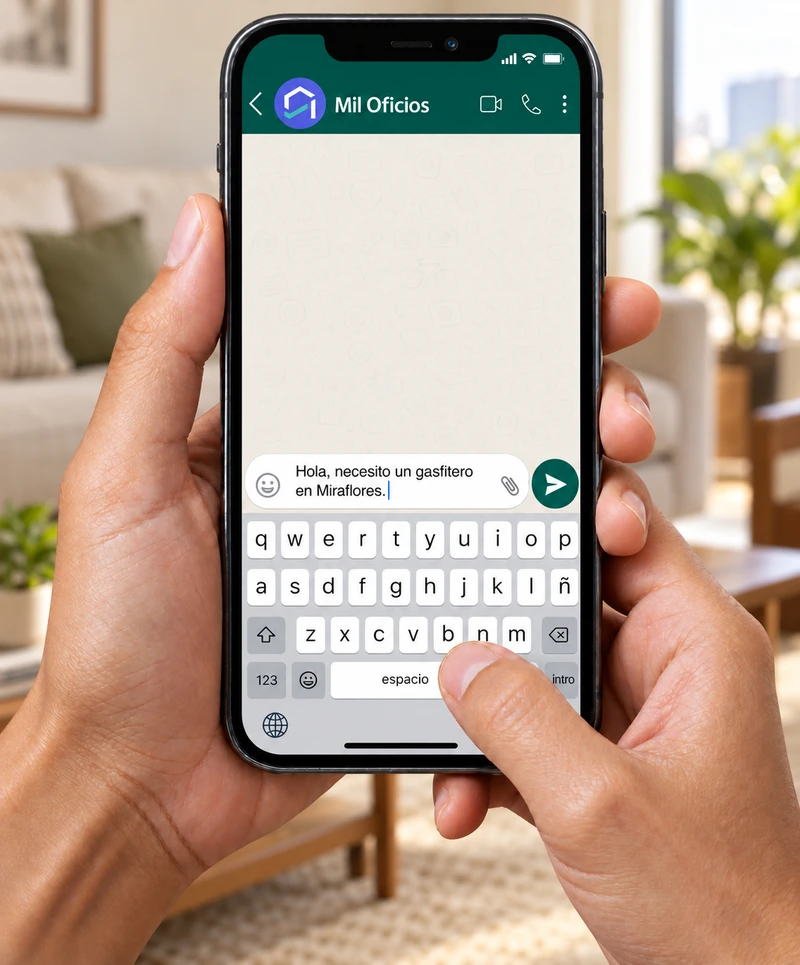 Mil Oficios
Hola, necesito un gasfitero
en Miraflores.
q w e r t y u i o p
a s d f g h j k l ñ
z x c v b n m
123 espacio intro